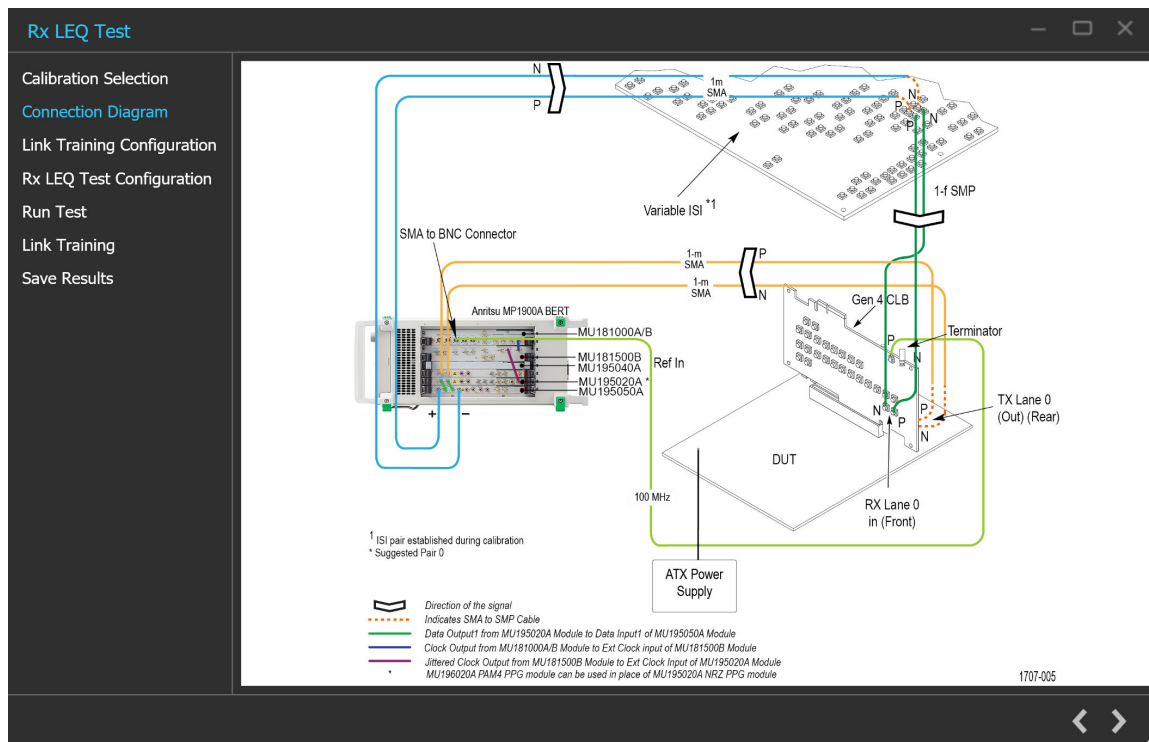 Rx LEQ Test
Calibration Selection
Connection Diagram
Link Training Configuration
Rx LEQ Test Configuration
Run Test
Link Training
Save Results
N
P
1m
SMA
N
P
P
N
Variable ISI *1
1-f SMP
SMA to BNC Connector
1-m
SMA
P
1-m
SMA
N
Anritsu MP1900A BERT
MU181000A/B
MU181500B
MU195040A
MU195020A *
MU195050A
Ref In
+
–
Gen 4 CLB
Terminator
P
N
N
P
P
N
TX Lane 0
(Out) (Rear)
DUT
RX Lane 0
in (Front)
100 MHz
ATX Power
Supply
1 ISI pair established during calibration
* Suggested Pair 0
Direction of the signal
Indicates SMA to SMP Cable
Data Output1 from MU195020A Module to Data Input1 of MU195050A Module
Clock Output from MU181000A/B Module to Ext Clock input of MU181500B Module
Jittered Clock Output from MU181500B Module to Ext Clock Input of MU195020A Module
* MU196020A PAM4 PPG module can be used in place of MU195020A NRZ PPG module
1707-005